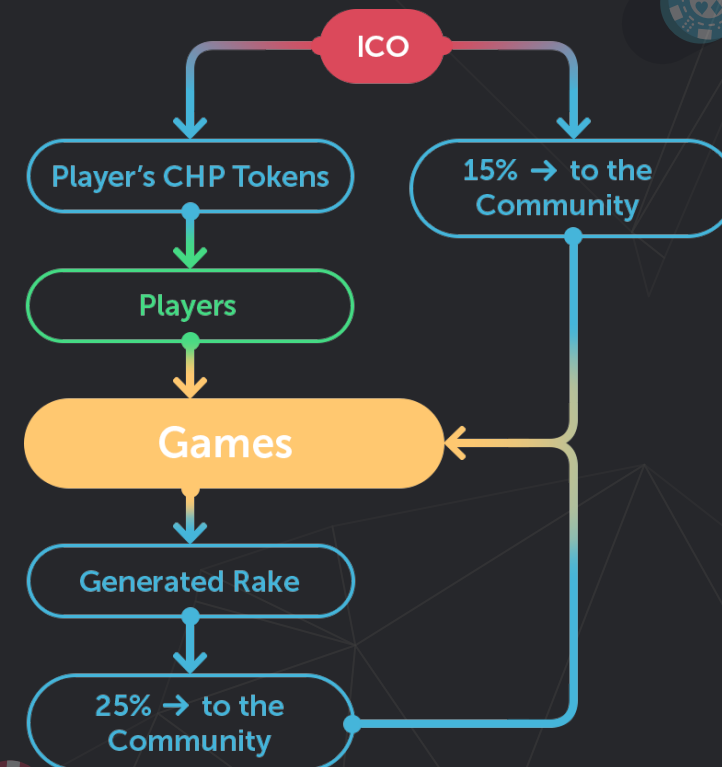 ICO
Player’s CHP Tokens
15% → to the
Community
Players
Games
Generated Rake
25% → to the
Community